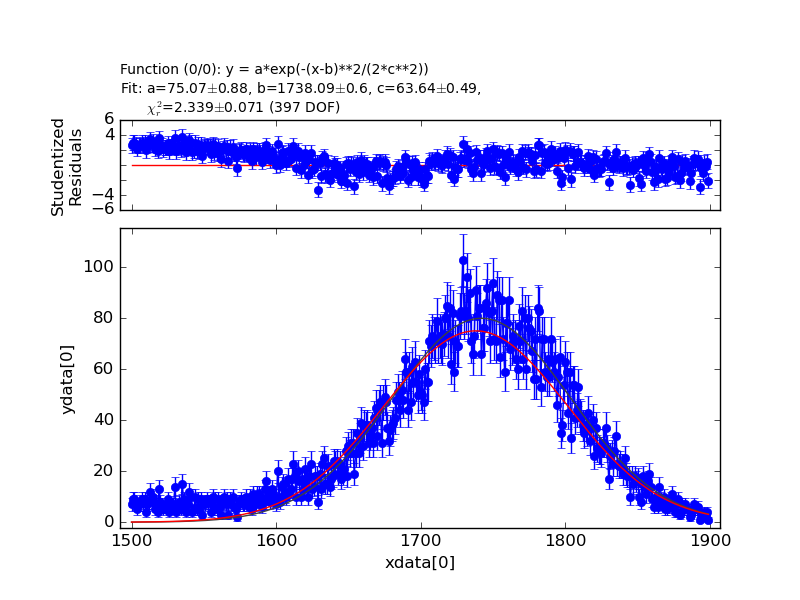 Function (0/0): y = a*exp(-(x-b)**2/(2*c**2))
Fit: a=75.07±0.88, b=1738.09±0.6, c=63.64±0.49,
χ_r^2=2.339±0.071 (397 DOF)
Studentized
Residuals
6
4
−4
−6
ydata[0]
100
80
60
40
20
0
1500 1600 1700 1800 1900
xdata[0]